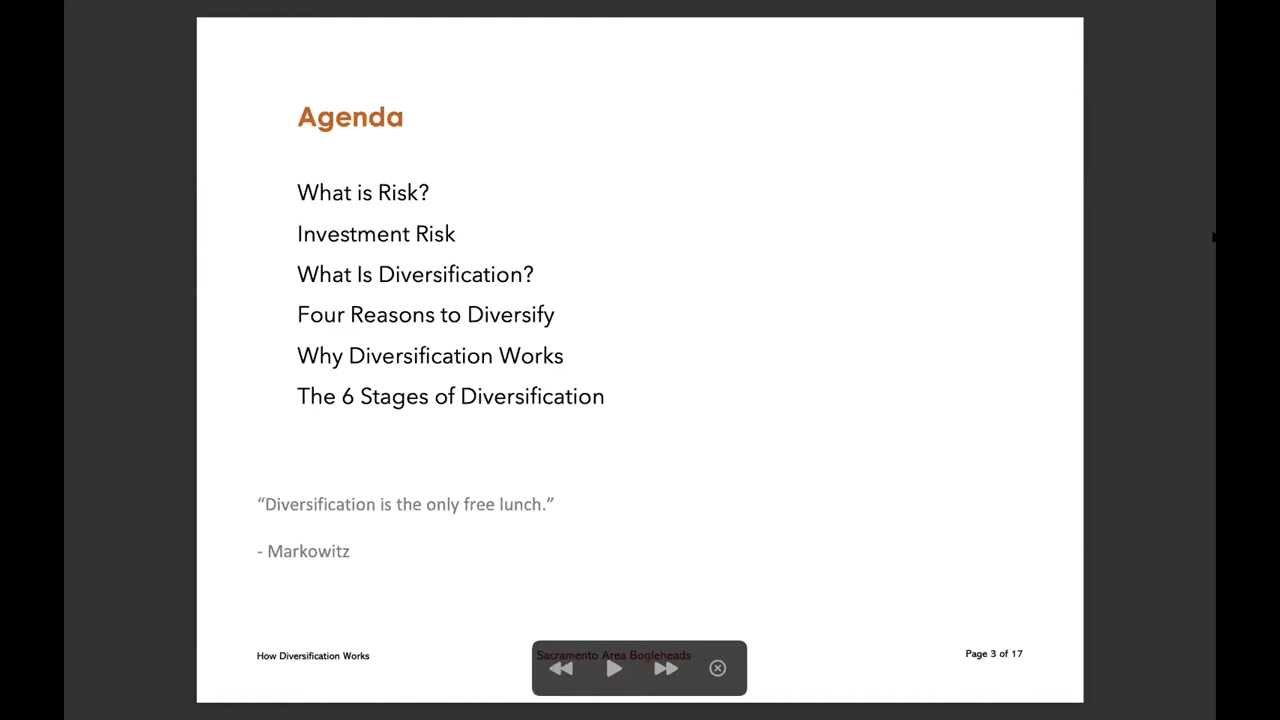 Agenda
What is Risk?
Investment Risk
What Is Diversification?
Four Reasons to Diversify
Why Diversification Works
The 6 Stages of Diversification
“Diversification is the only free lunch.”
- Markowitz
How Diversification Works
Sacramento Area Bogleheads
Page 3 of 17